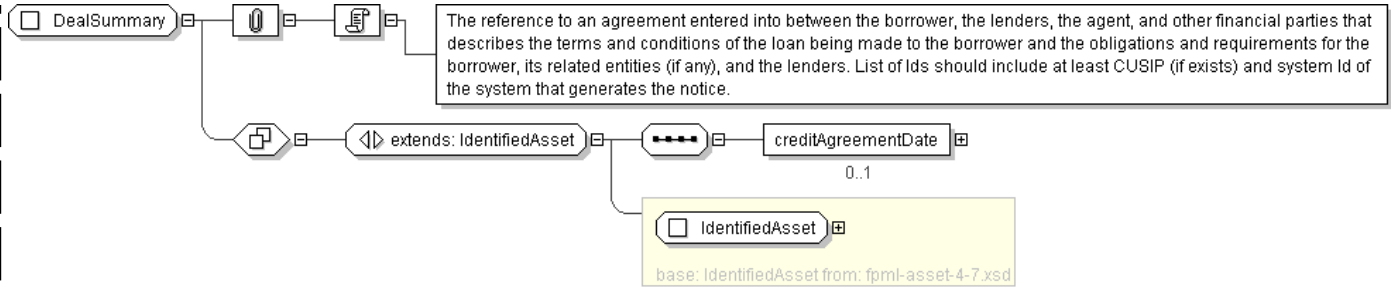 DealSummary
The reference to an agreement entered into between the borrower, the lenders, the agent, and other financial parties that
describes the terms and conditions of the loan being made to the borrower and the obligations and requirements for the
borrower, its related entities (if any), and the lenders. List of Ids should include at least CUSIP (if exists) and system Id of
the system that generates the notice.
extends: IdentifiedAsset
creditAgreementDate
0..1
IdentifiedAsset
base: IdentifiedAsset from: fpml-asset-4-7.xsd